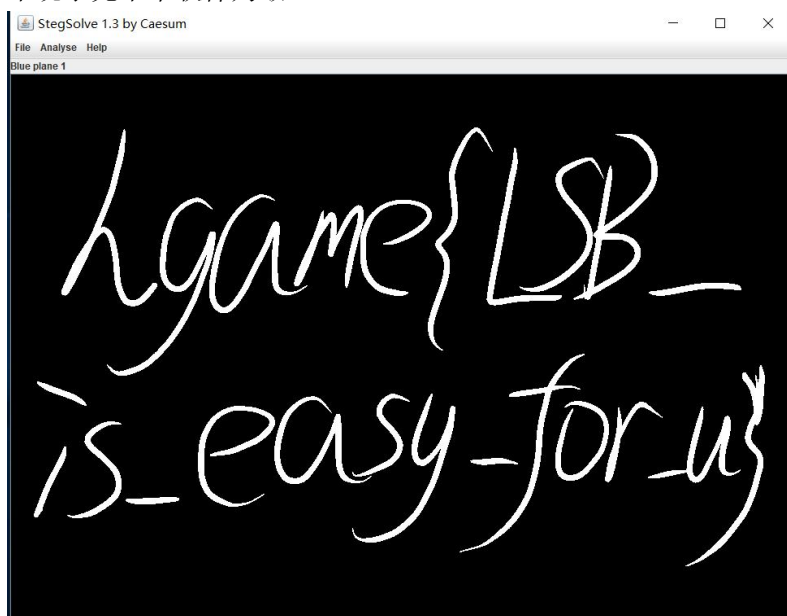 StegSolve 1.3 by Caesum
File Analyse Help
Blue plane 1
hgame{LSB_
is_easy_for_u}